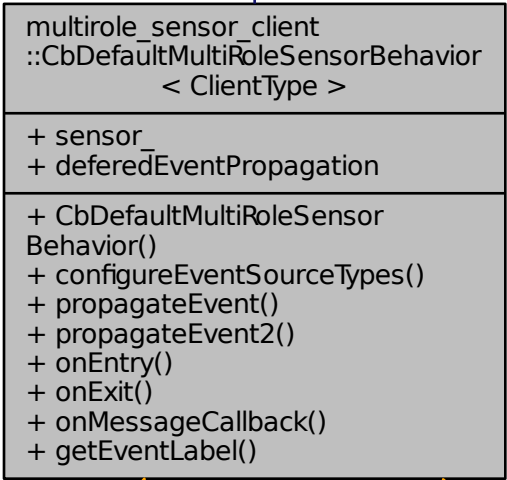 multirole_sensor_client
::CbDefaultMultiRoleSensorBehavior
< ClientType >
+ sensor_
+ deferedEventPropagation
+ CbDefaultMultiRoleSensor
Behavior()
+ configureEventSourceTypes()
+ propagateEvent()
+ propagateEvent2()
+ onEntry()
+ onExit()
+ onMessageCallback()
+ getEventLabel()